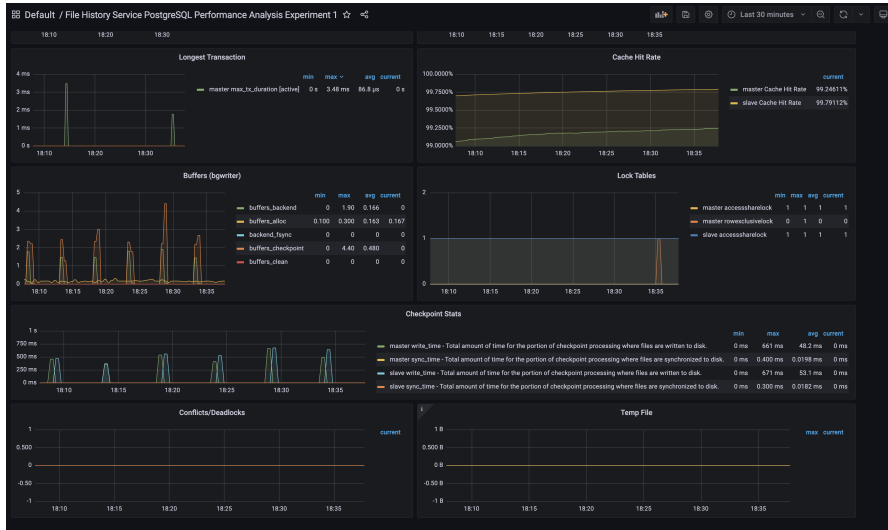 Default / File History Service PostgreSQL Performance Analysis Experiment 1
Last 30 minutes
18:10 18:20 18:30
18:10 18:15 18:20 18:25 18:30 18:35
Longest Transaction
4 ms
3 ms
2 ms
1 ms
0 s
18:10 18:20 18:30
min max avg current
master max_tx_duration [active] 0 s 3.48 ms 86.8 µs 0 s
Cache Hit Rate
100.0000%
99.7500%
99.5000%
99.2500%
99.0000%
18:10 18:15 18:20 18:25 18:30 18:35
current
master Cache Hit Rate 99.24611%
slave Cache Hit Rate 99.79112%
Buffers (bgwriter)
5
4
3
2
1
0
18:10 18:15 18:20 18:25 18:30 18:35
min max avg current
buffers_backend 0 1.90 0.166 0
buffers_alloc 0.100 0.300 0.163 0.167
backend_fsync 0 0 0 0
buffers_checkpoint 0 4.40 0.480 0
buffers_clean 0 0 0 0
Lock Tables
2
1
0
18:10 18:15 18:20 18:25 18:30 18:35
min max avg current
master accesssharelock 1 1 1 1
master rowexclusivelock 0 1 0 0
slave accesssharelock 1 1 1 1
Checkpoint Stats
1 s
750 ms
500 ms
250 ms
0 ms
18:10 18:15 18:20 18:25 18:30 18:35
min max avg current
master write_time - Total amount of time for the portion of checkpoint processing where files are written to disk. 0 ms 661 ms 48.2 ms 0 ms
master sync_time - Total amount of time for the portion of checkpoint processing where files are synchronized to disk. 0 ms 0.400 ms 0.0198 ms 0 ms
slave write_time - Total amount of time for the portion of checkpoint processing where files are written to disk. 0 ms 671 ms 53.1 ms 0 ms
slave sync_time - Total amount of time for the portion of checkpoint processing where files are synchronized to disk. 0 ms 0.300 ms 0.0182 ms 0 ms
Conflicts/Deadlocks
1
0.500
0
-0.500
-1
18:10 18:15 18:20 18:25 18:30 18:35
current
i
Temp File
1 B
0.500 B
0 B
-0.500 B
-1 B
18:10 18:15 18:20 18:25 18:30 18:35
max current